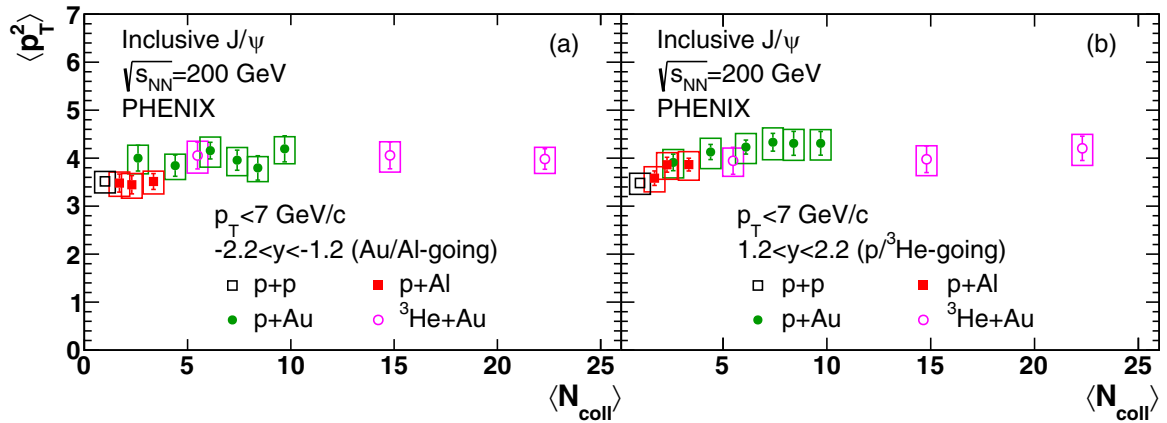 ⟨p_T^2⟩
7
6
5
4
3
2
1
0
Inclusive J/ψ
(a)
√s_NN=200 GeV
PHENIX
p_T<7 GeV/c
-2.2<y<-1.2 (Au/Al-going)
p+p
p+Al
p+Au
^3He+Au
0 5 10 15 20 25
⟨N_coll⟩
Inclusive J/ψ
(b)
√s_NN=200 GeV
PHENIX
p_T<7 GeV/c
1.2<y<2.2 (p/^3He-going)
p+p
p+Al
p+Au
^3He+Au
0 5 10 15 20 25
⟨N_coll⟩